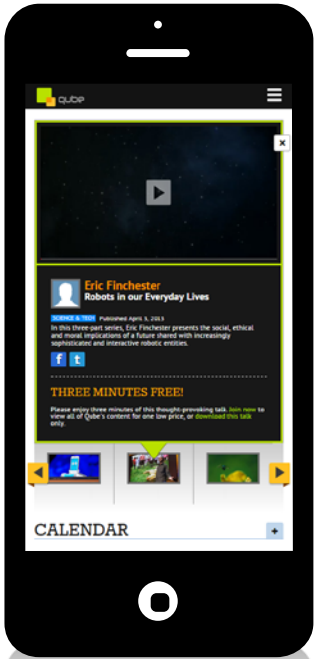 qube
Eric Finchester
Robots in our Everyday Lives
SCIENCE & TECH Published April 3, 2013
In this three-part series, Eric Finchester presents the social, ethical
and moral implications of a future shared with increasingly
sophisticated and interactive robotic entities.
THREE MINUTES FREE!
Please enjoy three minutes of this thought-provoking talk. Join now to
view all of Qube's content for one low price, or download this talk
only.
CALENDAR